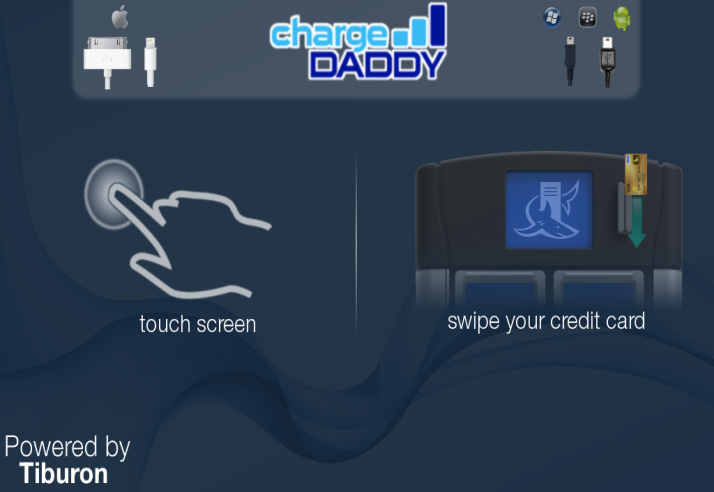 charge
DADDY
touch screen
swipe your credit card
Powered by
Tiburon